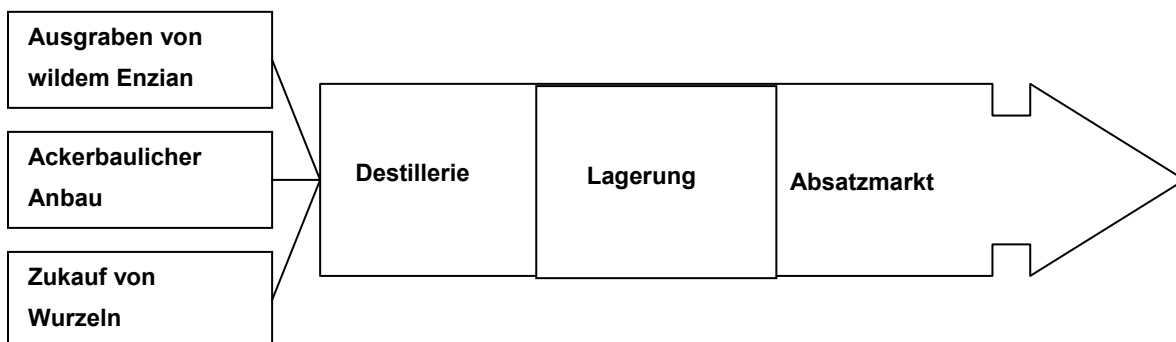 Ausgraben von
wildem Enzian
Ackerbaulicher
Anbau
Zukauf von
Wurzeln
Destillerie
Lagerung
Absatzmarkt